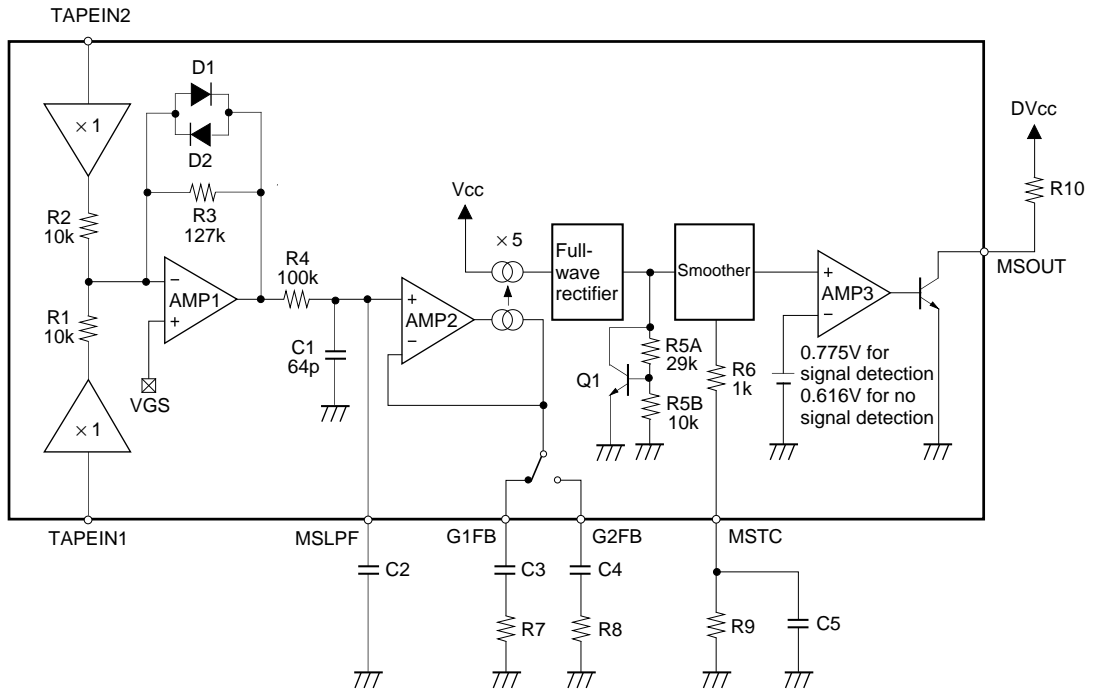 TAPEIN2
D1
× 1
D2
DVcc
R10
Vcc
R2
10k
R3
127k
× 5
Full-
wave
rectifier
Smoother
MSOUT
R4
100k
AMP1
AMP2
AMP3
R1
10k
C1
64p
VGS
Q1
R5A
29k
R5B
10k
R6
1k
0.775V for
signal detection
0.616V for no
signal detection
× 1
TAPEIN1
MSLPF
G1FB
G2FB
MSTC
C2
C3
C4
R7
R8
R9
C5
−
+
+
−
+
−